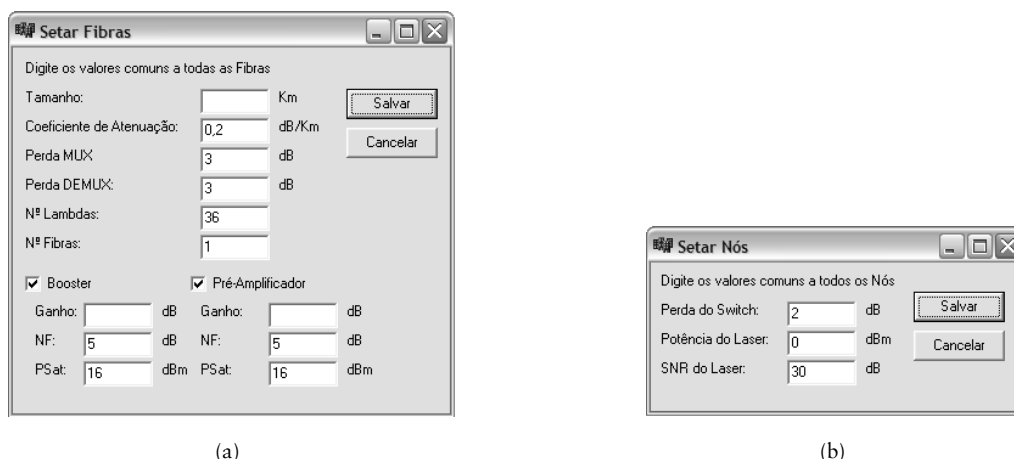 Setar Fibras
Digite os valores comuns a todas as Fibras
Tamanho: Km Salvar
Coeficiente de Atenuação: 0,2 dB/Km
Cancelar
Perda MUX 3 dB
Perda DEMUX: 3 dB
Nº Lambdas: 36
Nº Fibras: 1
Booster Pré-Amplificador
Ganho: dB Ganho: dB
NF: 5 dB NF: 5 dB
PSat: 16 dBm PSat: 16 dBm
(a)
Setar Nós
Digite os valores comuns a todos os Nós
Perda do Switch: 2 dB Salvar
Potência do Laser: 0 dBm Cancelar
SNR do Laser: 30 dB
(b)